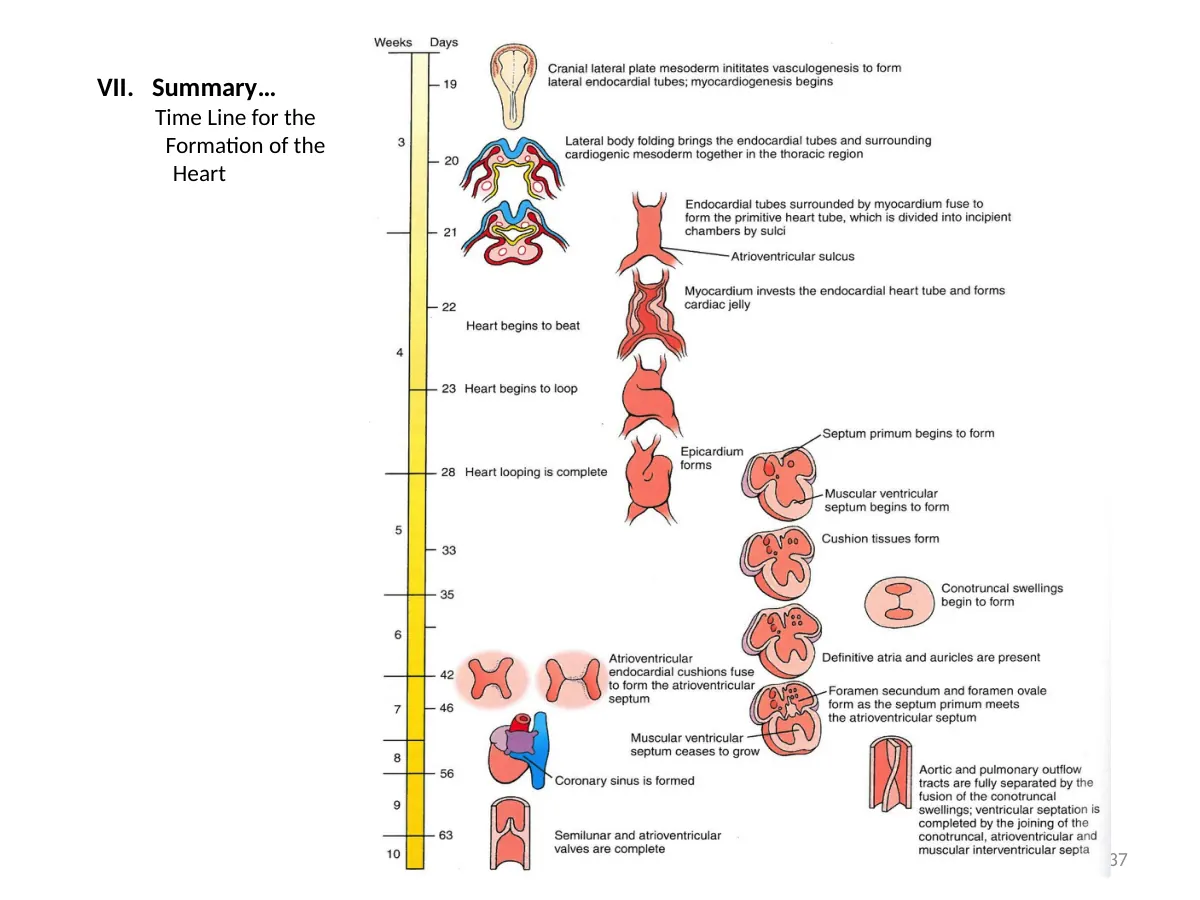 VII. Summary…
Time Line for the
Formation of the
Heart
Weeks Days
19
Cranial lateral plate mesoderm inititates vasculogenesis to form
lateral endocardial tubes; myocardiogenesis begins
3
Lateral body folding brings the endocardial tubes and surrounding
cardiogenic mesoderm together in the thoracic region
20
Endocardial tubes surrounded by myocardium fuse to
form the primitive heart tube, which is divided into incipient
chambers by sulci
21
Atrioventricular sulcus
Myocardium invests the endocardial heart tube and forms
cardiac jelly
22
Heart begins to beat
4
23 Heart begins to loop
Septum primum begins to form
Epicardium
forms
28 Heart looping is complete
Muscular ventricular
septum begins to form
5
Cushion tissues form
33
35
Conotruncal swellings
begin to form
6
Definitive atria and auricles are present
Atrioventricular
endocardial cushions fuse
to form the atrioventricular
septum
42
Foramen secundum and foramen ovale
form as the septum primum meets
the atrioventricular septum
7
46
Muscular ventricular
septum ceases to grow
8
56
Coronary sinus is formed
Aortic and pulmonary outflow
tracts are fully separated by the
fusion of the conotruncal
swellings; ventricular septation is
completed by the joining of the
conotruncal, atrioventricular and
muscular interventricular septa
9
63
Semilunar and atrioventricular
valves are complete
10
37